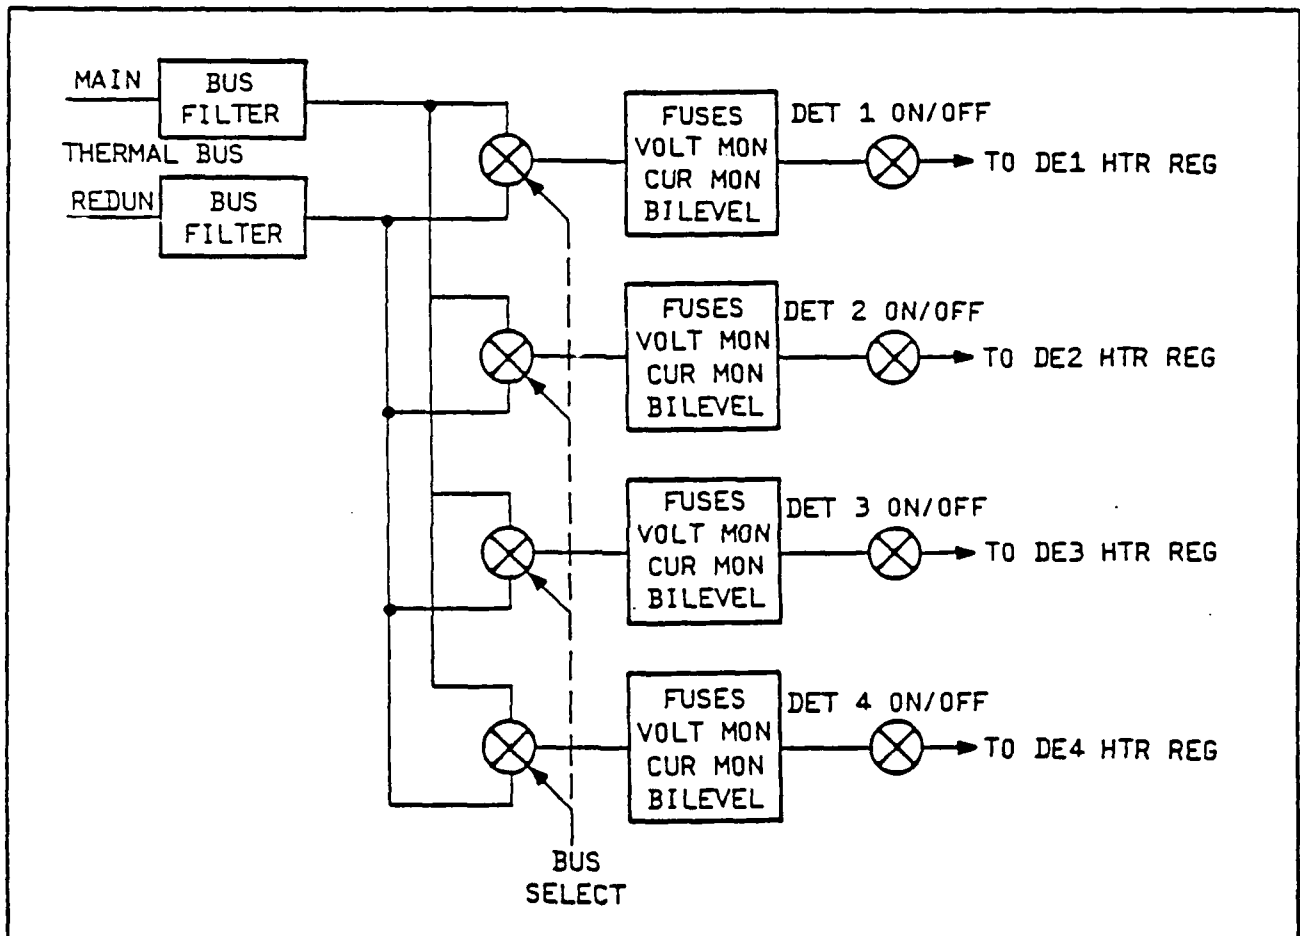 MAIN
BUS
FILTER
THERMAL BUS
REDUN
BUS
FILTER
FUSES
VOLT MON
CUR MON
BILEVEL
DET 1 ON/OFF
TO DE1 HTR REG
FUSES
VOLT MON
CUR MON
BILEVEL
DET 2 ON/OFF
TO DE2 HTR REG
FUSES
VOLT MON
CUR MON
BILEVEL
DET 3 ON/OFF
TO DE3 HTR REG
FUSES
VOLT MON
CUR MON
BILEVEL
DET 4 ON/OFF
TO DE4 HTR REG
BUS
SELECT